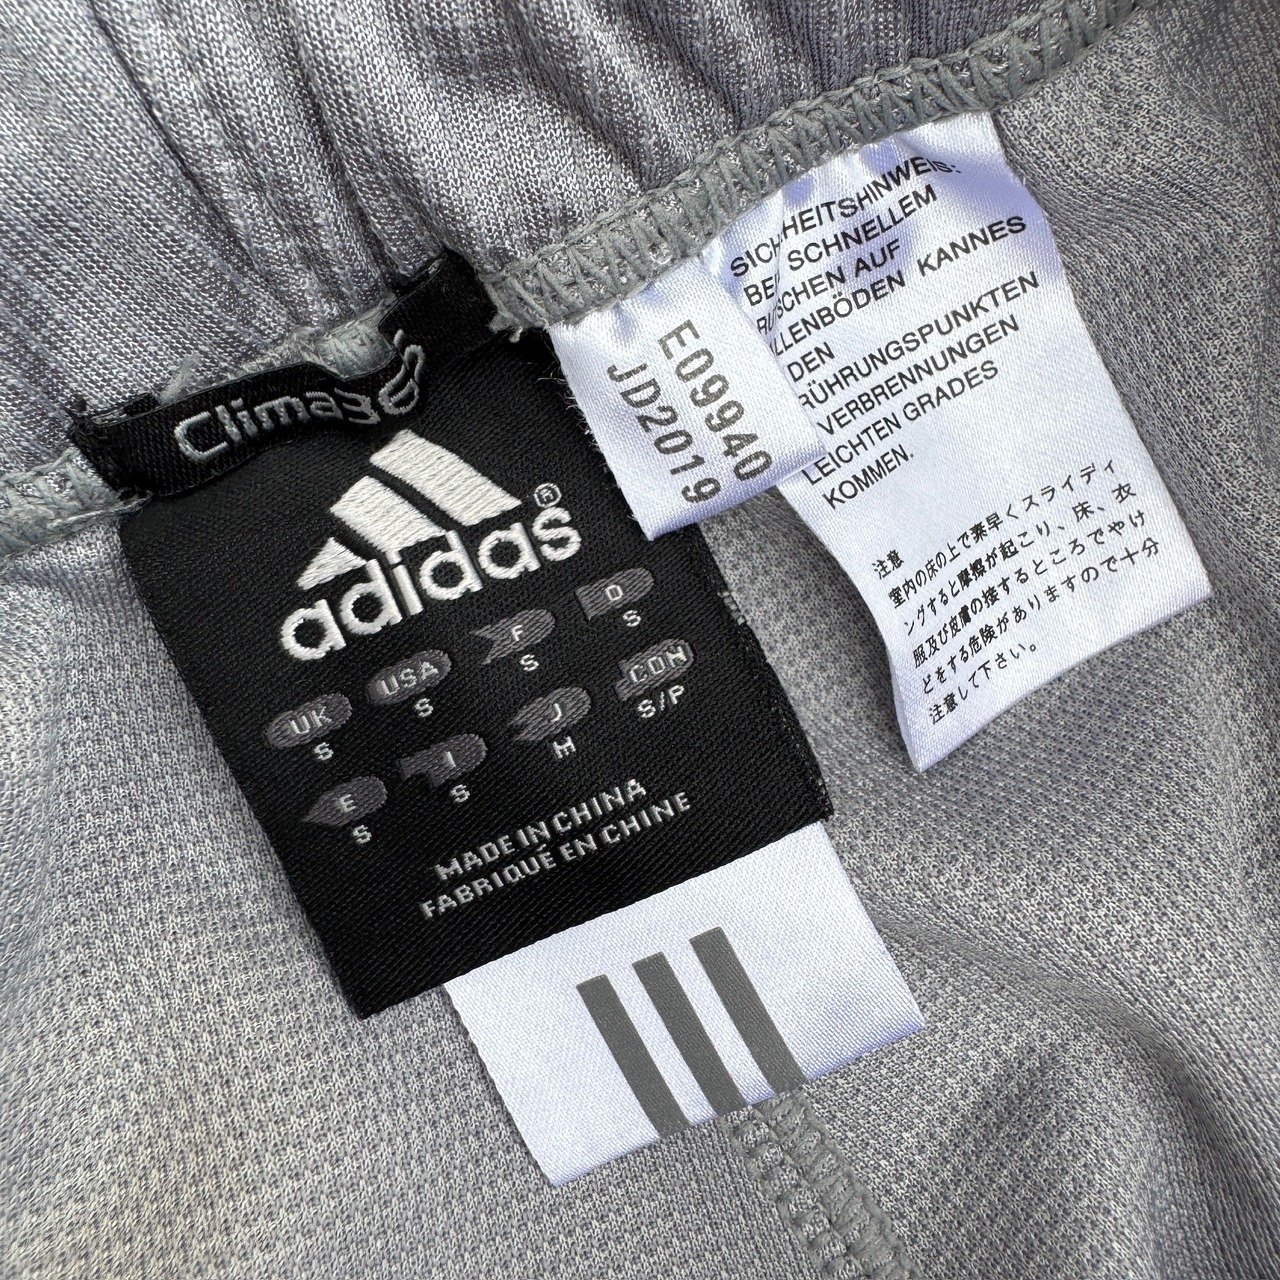 Clima365
adidas®
UK
S
USA
S
F
S
D
S
E
S
I
S
J
M
CDN
S/P
MADE IN CHINA
FABRIQUÉ EN CHINE
E09940
JD2019
SICHERHEITSHINWEIS:
BEI SCHNELLEM
RUTSCHEN AUF
HALLENBÖDEN KANN ES
DEN
BERÜHRUNGSPUNKTEN
VERBRENNUNGEN
LEICHTEN GRADES
KOMMEN.
注意
室内の床の上で素早くスライディ
ングすると摩擦が起こり、床、衣
服及び皮膚の接するところでやけ
どをする危険がありますので十分
注意して下さい。